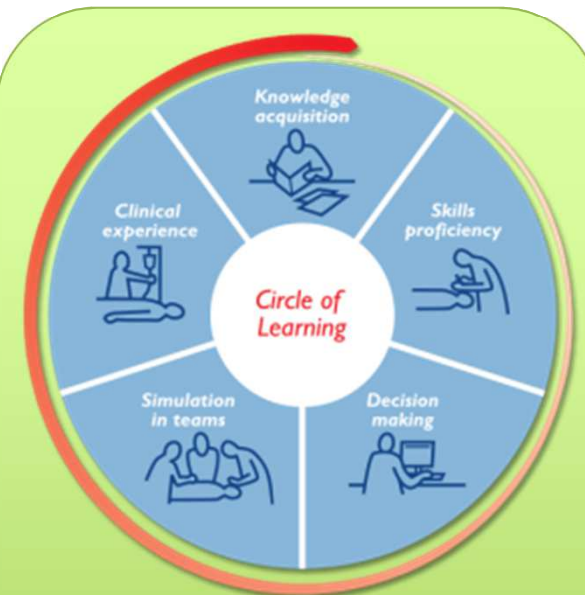 Knowledge
acquisition
Skills
proficiency
Decision
making
Simulation
in teams
Clinical
experience
Circle of
Learning